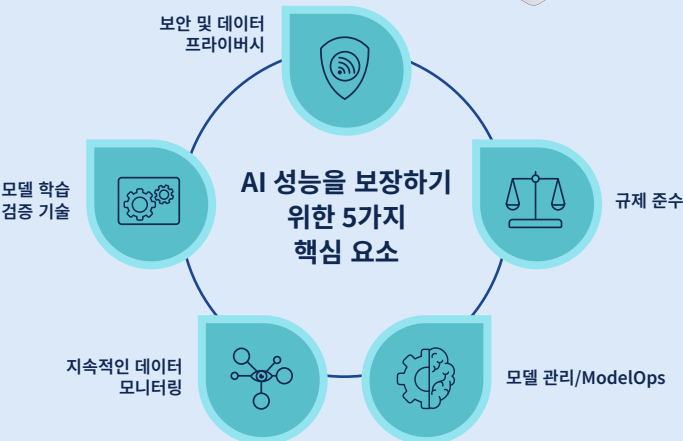 보안 및 데이터
프라이버시
모델 학습
검증 기술
AI 성능을 보장하기
위한 5가지
핵심 요소
규제 준수
지속적인 데이터
모니터링
모델 관리/ModelOps